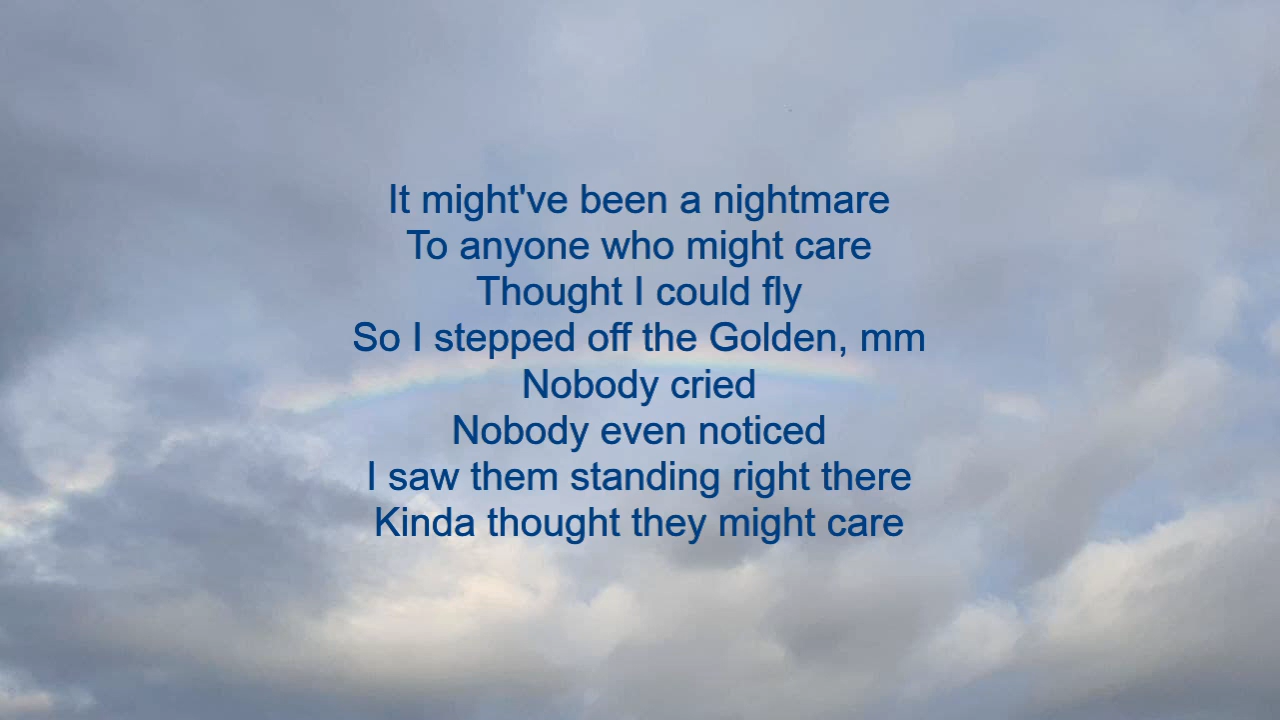 It might've been a nightmare
To anyone who might care
Thought I could fly
So I stepped off the Golden, mm
Nobody cried
Nobody even noticed
I saw them standing right there
Kinda thought they might care